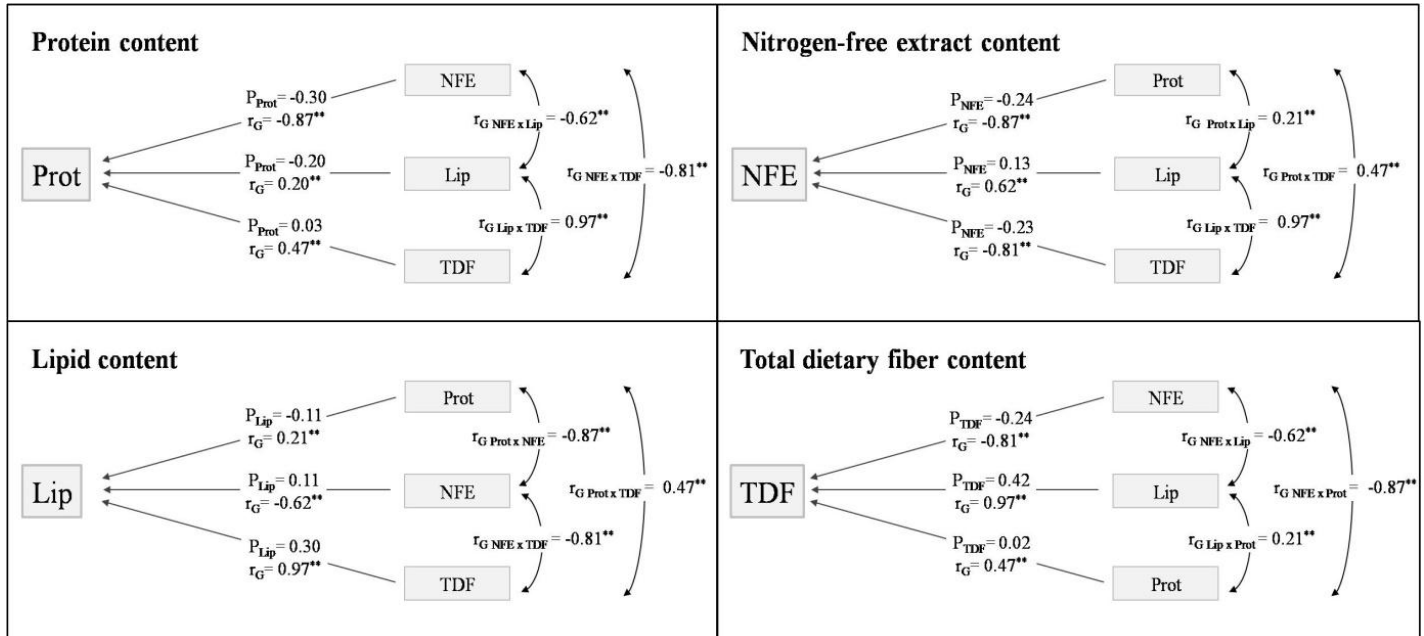 Protein content
NFE
P_Prot= -0.30
r_G= -0.87**
r_G NFE x Lip = -0.62**
Prot
P_Prot= -0.20
r_G= 0.20**
Lip
r_G NFE x TDF = -0.81**
P_Prot= 0.03
r_G= 0.47**
r_G Lip x TDF = 0.97**
TDF
Nitrogen-free extract content
Prot
P_NFE= -0.24
r_G= -0.87**
r_G Prot x Lip = 0.21**
NFE
P_NFE= 0.13
r_G= 0.62**
Lip
r_G Prot x TDF = 0.47**
P_NFE= -0.23
r_G= -0.81**
r_G Lip x TDF = 0.97**
TDF
Lipid content
Prot
P_Lip= -0.11
r_G= 0.21**
r_G Prot x NFE = -0.87**
Lip
P_Lip= 0.11
r_G= -0.62**
NFE
r_G Prot x TDF = 0.47**
P_Lip= 0.30
r_G= 0.97**
r_G NFE x TDF = -0.81**
TDF
Total dietary fiber content
NFE
P_TDF= -0.24
r_G= -0.81**
r_G NFE x Lip = -0.62**
TDF
P_TDF= 0.42
r_G= 0.97**
Lip
r_G NFE x Prot = -0.87**
P_TDF= 0.02
r_G= 0.47**
r_G Lip x Prot = 0.21**
Prot